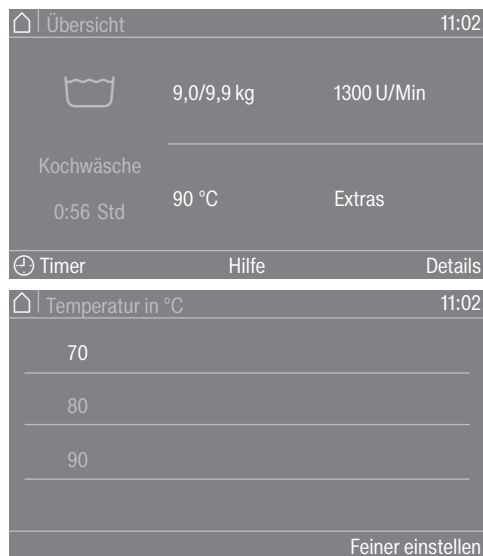 Übersicht 11:02
9,0/9,9 kg 1300 U/Min
Kochwäsche
90 °C Extras
0:56 Std
Timer Hilfe Details
Temperatur in °C 11:02
70
80
90
Feiner einstellen